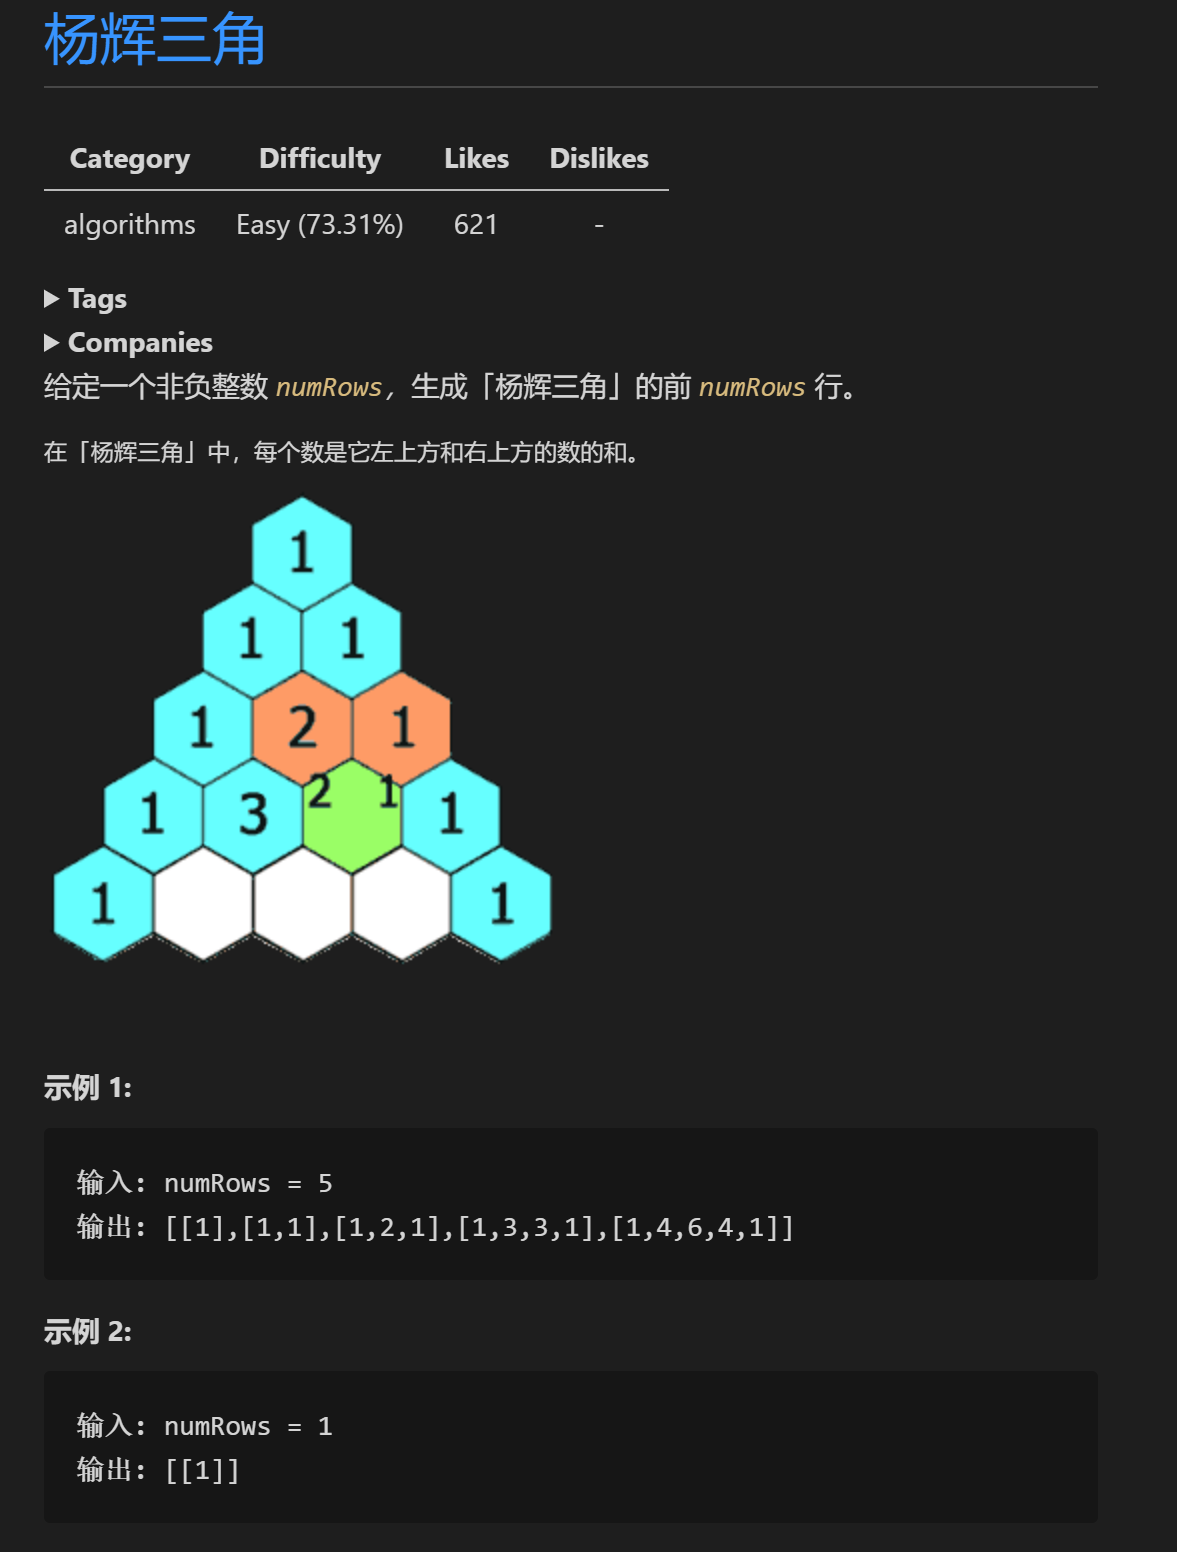 杨辉三角
Category Difficulty Likes Dislikes
algorithms Easy (73.31%) 621 -
Tags
Companies
给定一个非负整数 numRows，生成「杨辉三角」的前 numRows 行。
在「杨辉三角」中，每个数是它左上方和右上方的数的和。
1
1 1
1 2 1
1 3 2 1 1
1 1
示例 1:
输入: numRows = 5
输出: [[1],[1,1],[1,2,1],[1,3,3,1],[1,4,6,4,1]]
示例 2:
输入: numRows = 1
输出: [[1]]